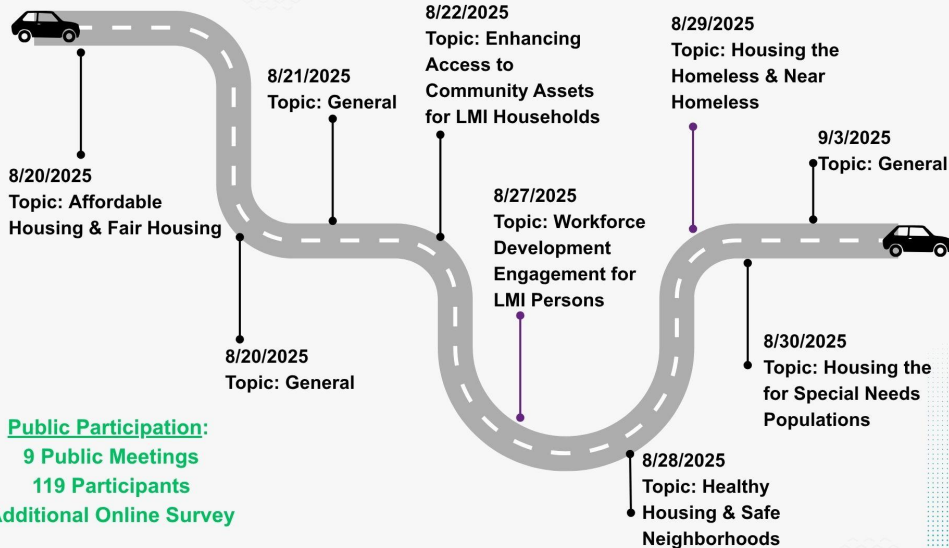 8/20/2025
Topic: Affordable
Housing & Fair Housing
8/20/2025
Topic: General
8/21/2025
Topic: General
8/22/2025
Topic: Enhancing
Access to
Community Assets
for LMI Households
8/27/2025
Topic: Workforce
Development
Engagement for
LMI Persons
8/28/2025
Topic: Healthy
Housing & Safe
Neighborhoods
8/29/2025
Topic: Housing the
Homeless & Near
Homeless
8/30/2025
Topic: Housing the
for Special Needs
Populations
9/3/2025
Topic: General
Public Participation:
9 Public Meetings
119 Participants
Additional Online Survey